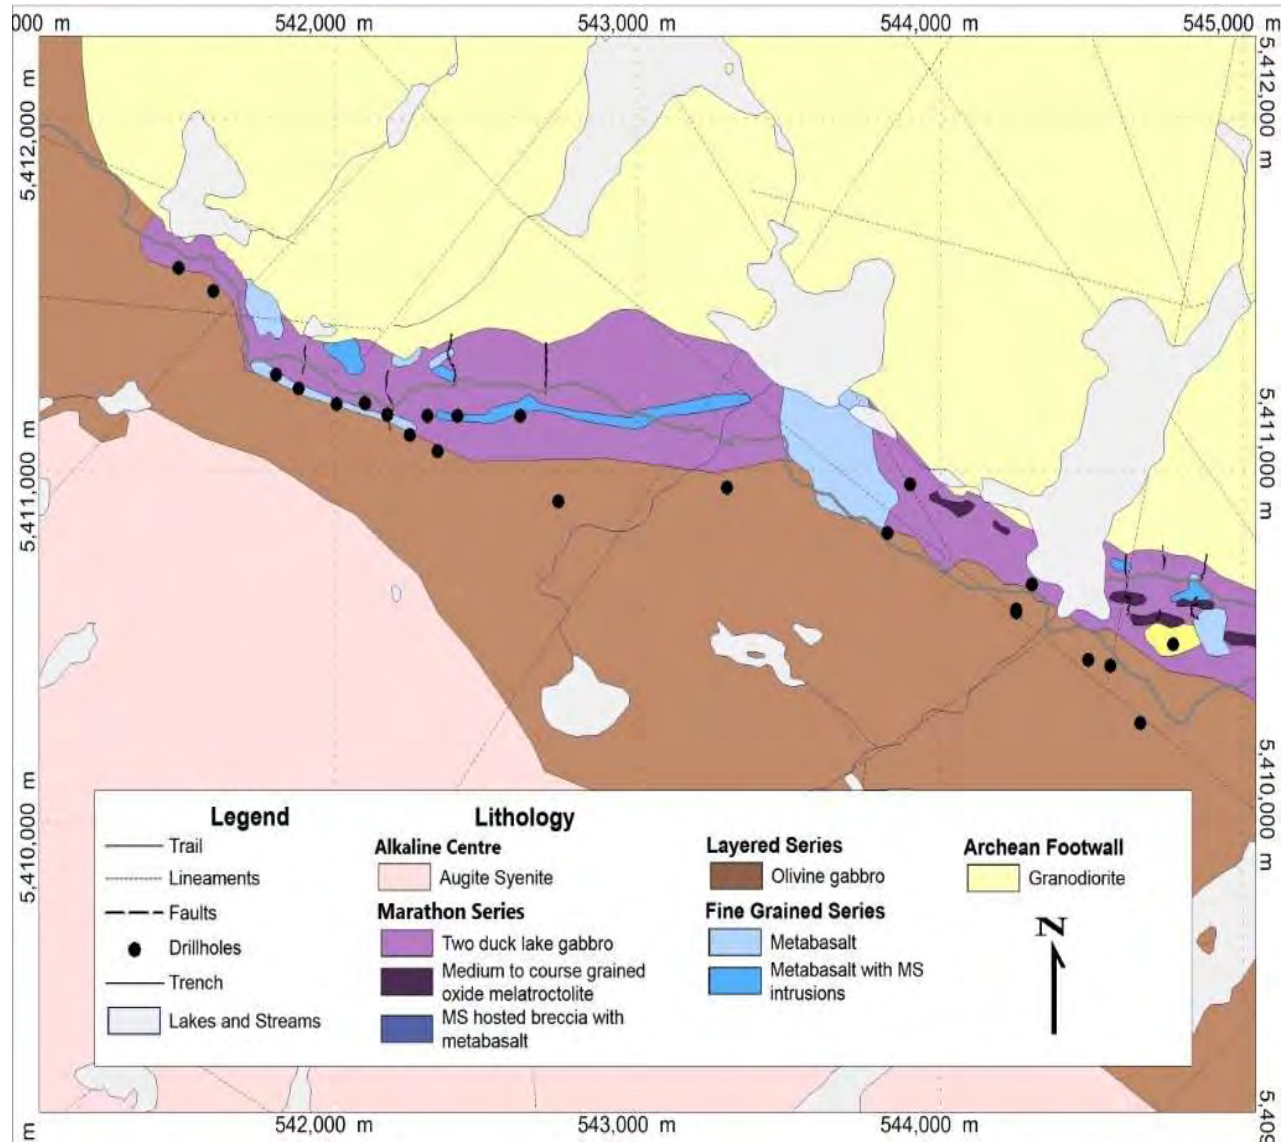 000 m 542,000 m 543,000 m 544,000 m 545,000 m
5,412,000 m
5,411,000 m
5,410,000 m
m
5,412,000 m
5,411,000 m
5,410,000 m
5,409
Legend
Trail
Lineaments
Faults
Drillholes
Trench
Lakes and Streams
Lithology
Alkaline Centre
Augite Syenite
Marathon Series
Two duck lake gabbro
Medium to course grained
oxide melatroctolite
MS hosted breccia with
metabasalt
Layered Series
Olivine gabbro
Fine Grained Series
Metabasalt
Metabasalt with MS
intrusions
Archean Footwall
Granodiorite
N
542,000 m 543,000 m 544,000 m